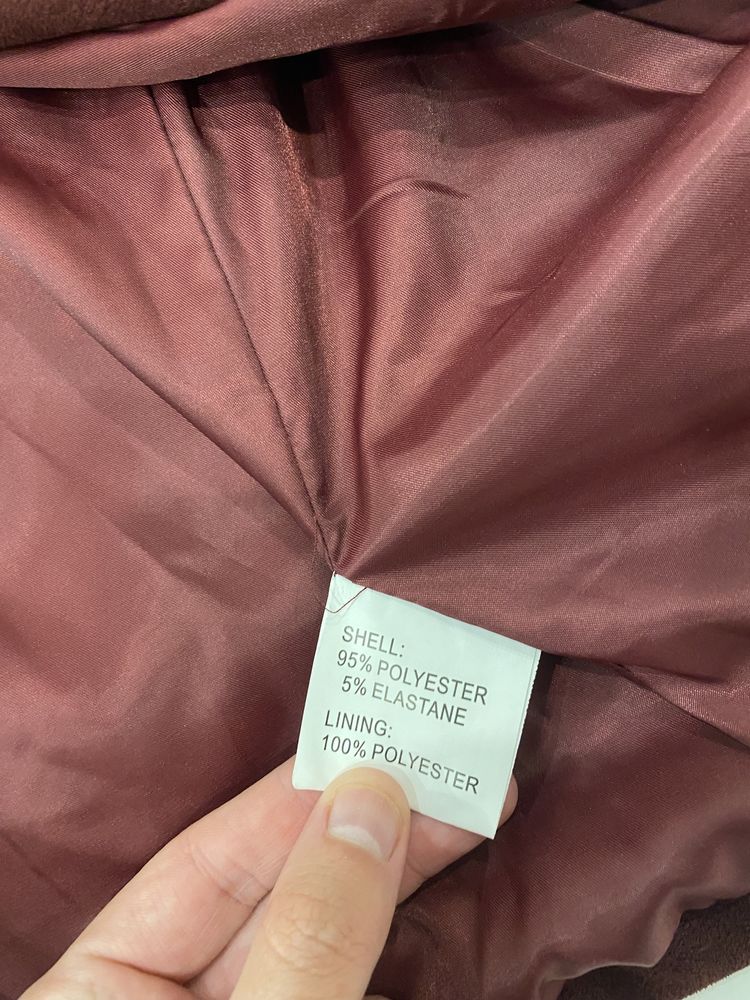 SHELL:
95% POLYESTER
5% ELASTANE
LINING:
100% POLYESTER